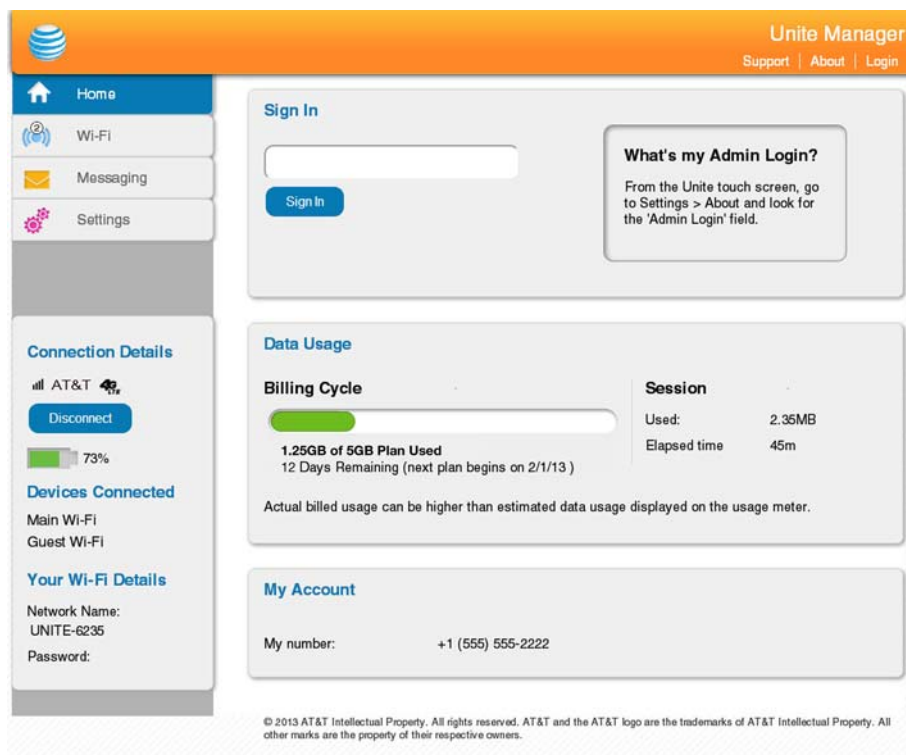 Unite Manager
Support | About | Login
Home
2
Wi-Fi
Messaging
Settings
Connection Details
AT&T 4G LTE
Disconnect
73%
Devices Connected
Main Wi-Fi
Guest Wi-Fi
Your Wi-Fi Details
Network Name:
UNITE-6235
Password:
Sign In
Sign In
What's my Admin Login?
From the Unite touch screen, go
to Settings > About and look for
the 'Admin Login' field.
Data Usage
Billing Cycle
1.25GB of 5GB Plan Used
12 Days Remaining (next plan begins on 2/1/13 )
Session
Used: 2.35MB
Elapsed time 45m
Actual billed usage can be higher than estimated data usage displayed on the usage meter.
My Account
My number: +1 (555) 555-2222
© 2013 AT&T Intellectual Property. All rights reserved. AT&T and the AT&T logo are the trademarks of AT&T Intellectual Property. All
other marks are the property of their respective owners.